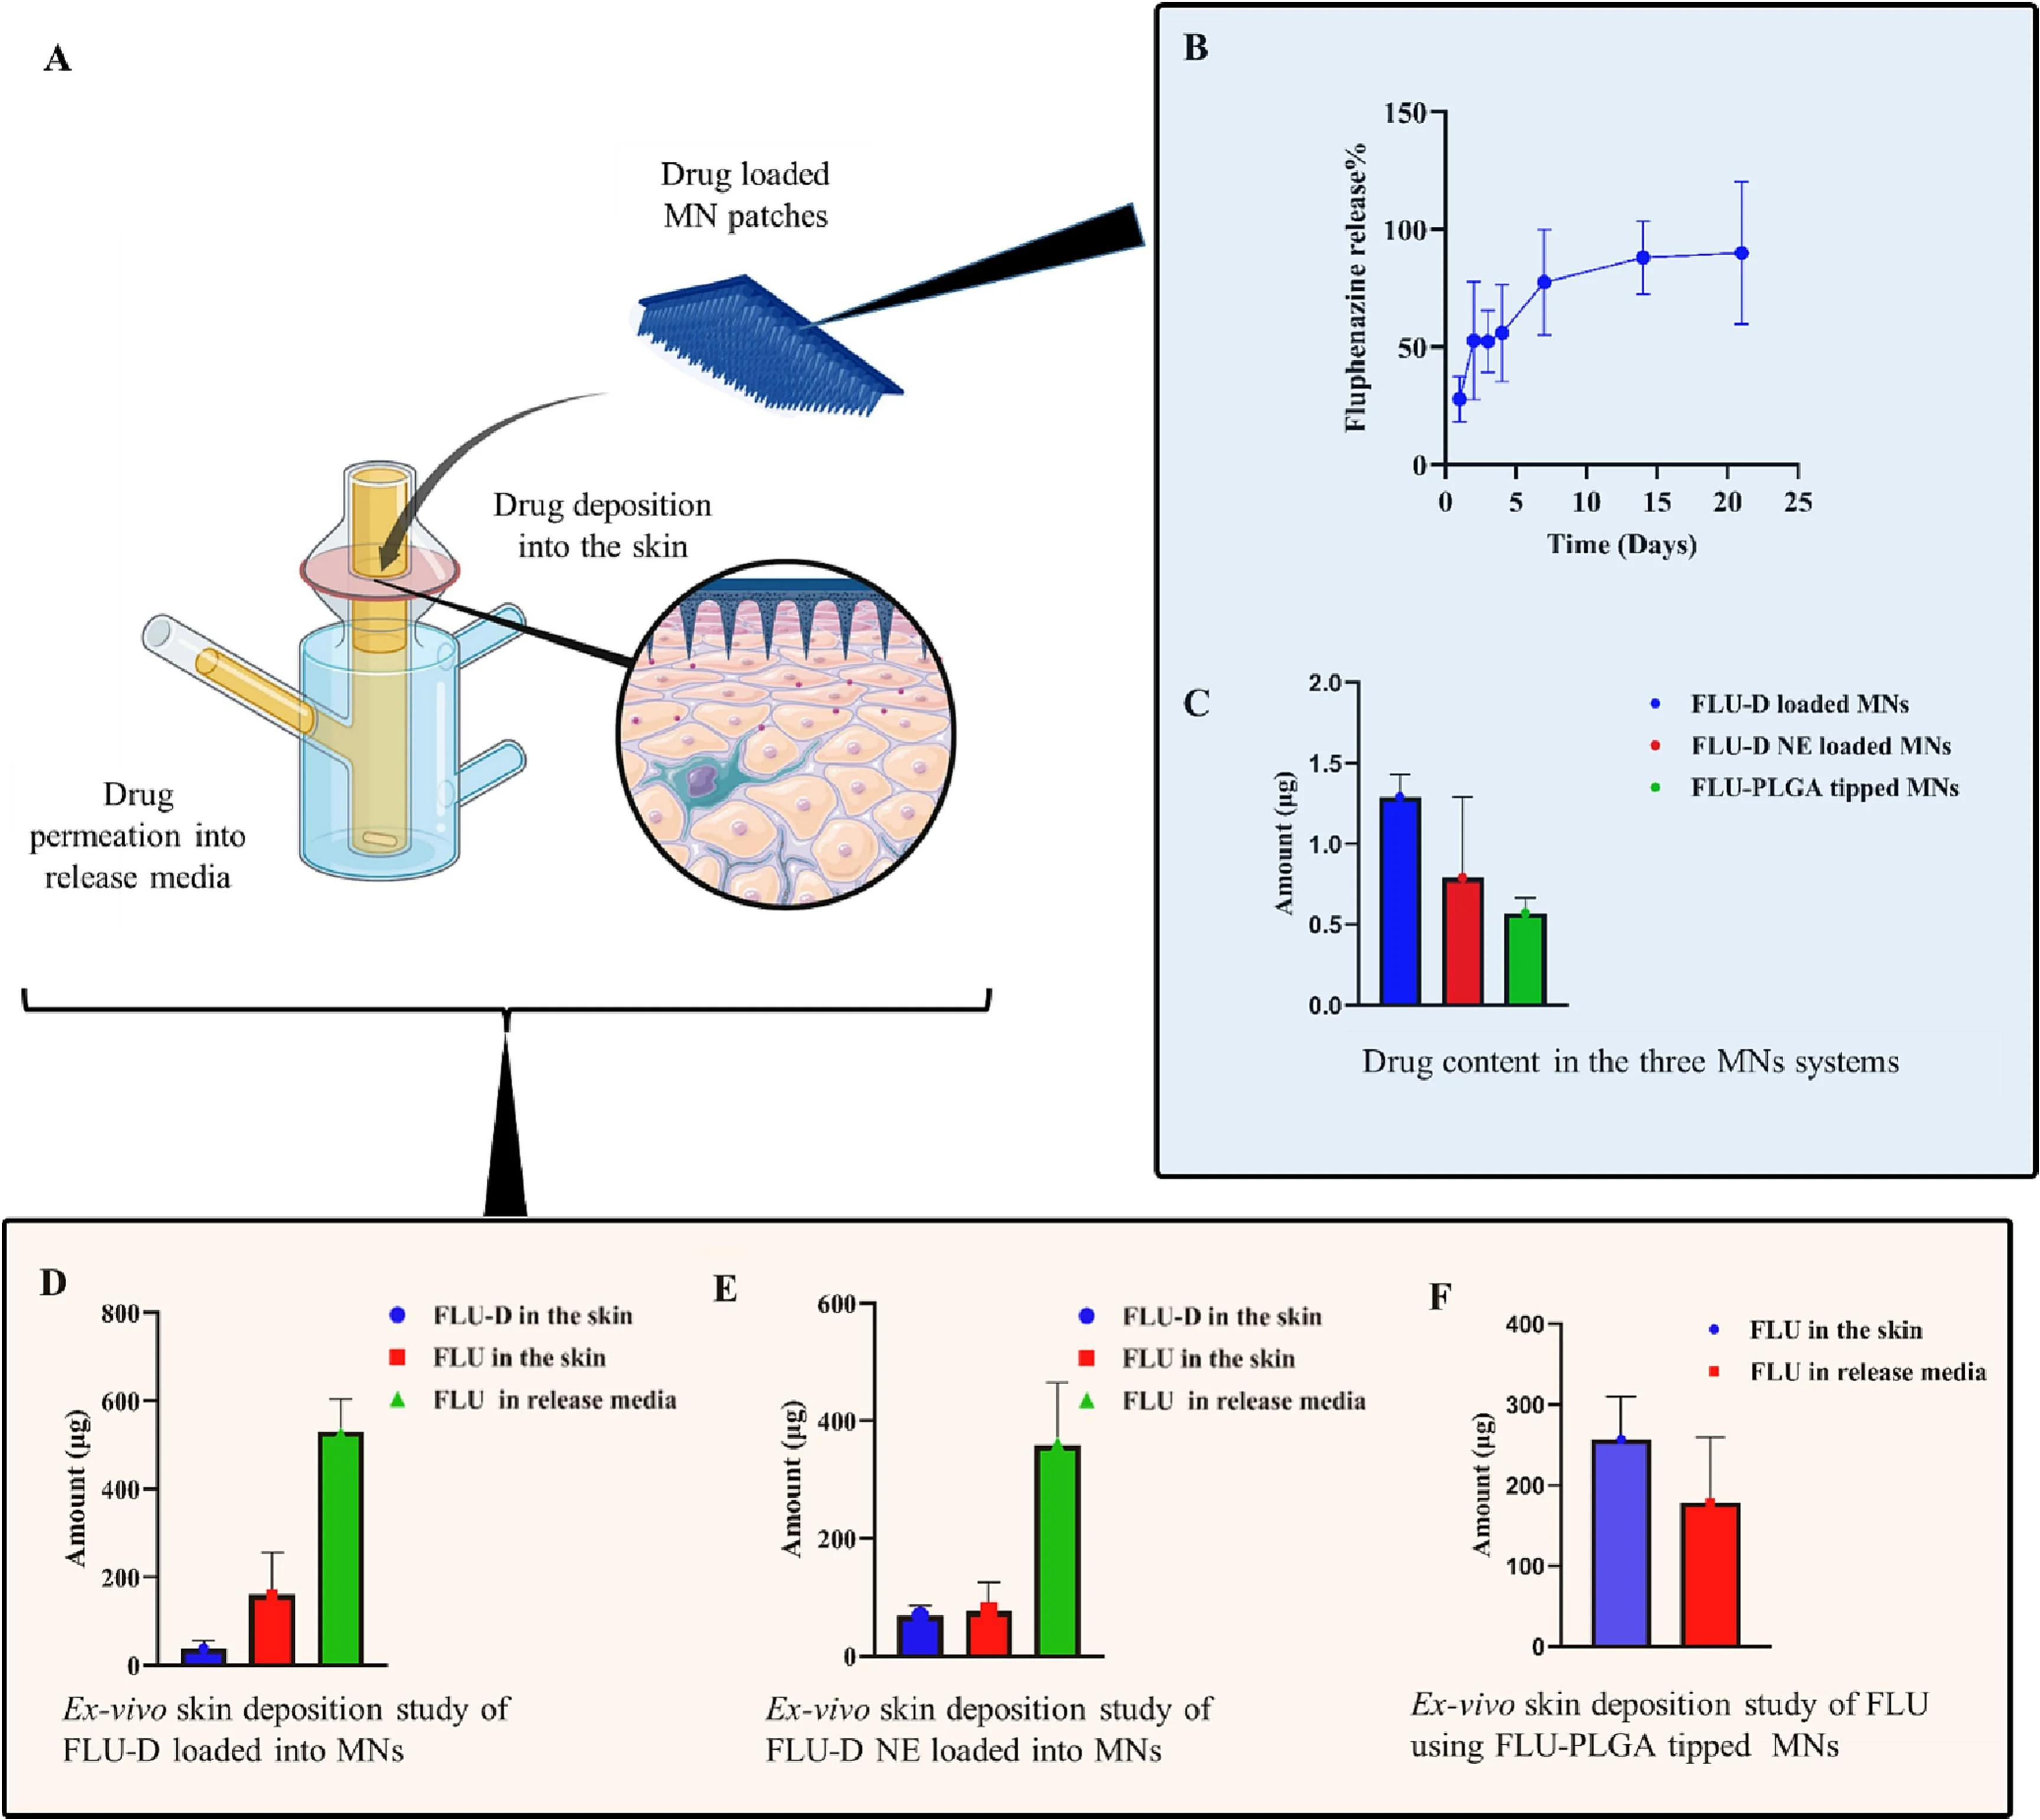 A
Drug loaded
MN patches
Drug deposition
into the skin
Drug
permeation into
release media
B
Fluphenazine release%
150
100
50
0
0 5 10 15 20 25
Time (Days)
C
Amount (µg)
2.0
1.5
1.0
0.5
0.0
FLU-D loaded MNs
FLU-D NE loaded MNs
FLU-PLGA tipped MNs
Drug content in the three MNs systems
D
Amount (µg)
800
600
400
200
0
FLU-D in the skin
FLU in the skin
FLU in release media
Ex-vivo skin deposition study of
FLU-D loaded into MNs
E
Amount (µg)
600
400
200
0
FLU-D in the skin
FLU in the skin
FLU in release media
Ex-vivo skin deposition study of
FLU-D NE loaded into MNs
F
Amount (µg)
400
300
200
100
0
FLU in the skin
FLU in release media
Ex-vivo skin deposition study of FLU
using FLU-PLGA tipped MNs